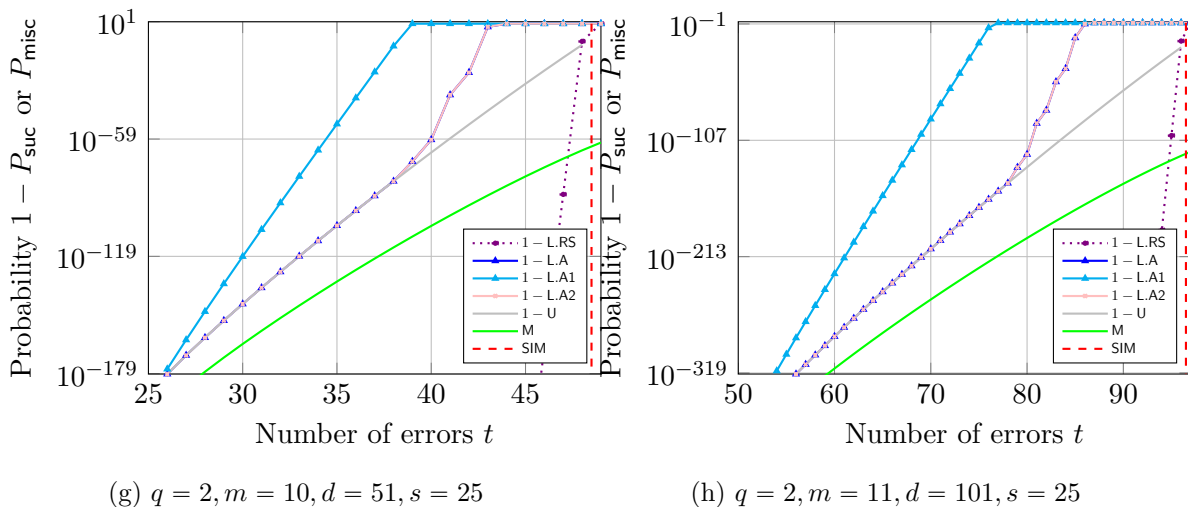 Probability 1 − P_suc or P_misc
10^1
10^−59
10^−119
10^−179
25 30 35 40 45
Number of errors t
1 − L.RS
1 − L.A
1 − L.A1
1 − L.A2
1 − U
M
SIM
(g) q = 2, m = 10, d = 51, s = 25
Probability 1 − P_suc or P_misc
10^−1
10^−107
10^−213
10^−319
50 60 70 80 90
Number of errors t
1 − L.RS
1 − L.A
1 − L.A1
1 − L.A2
1 − U
M
SIM
(h) q = 2, m = 11, d = 101, s = 25